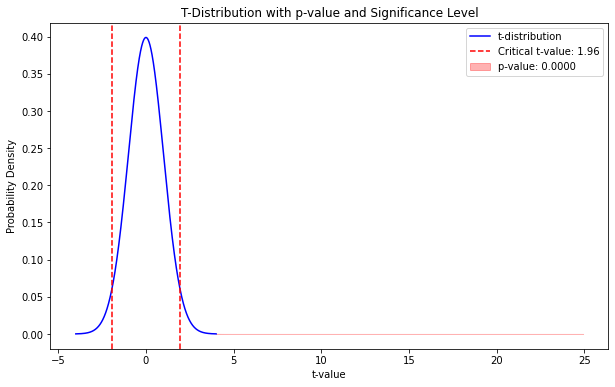 T-Distribution with p-value and Significance Level
t-distribution
Critical t-value: 1.96
p-value: 0.0000
Probability Density
0.40
0.35
0.30
0.25
0.20
0.15
0.10
0.05
0.00
−5
0
5
10
15
20
25
t-value